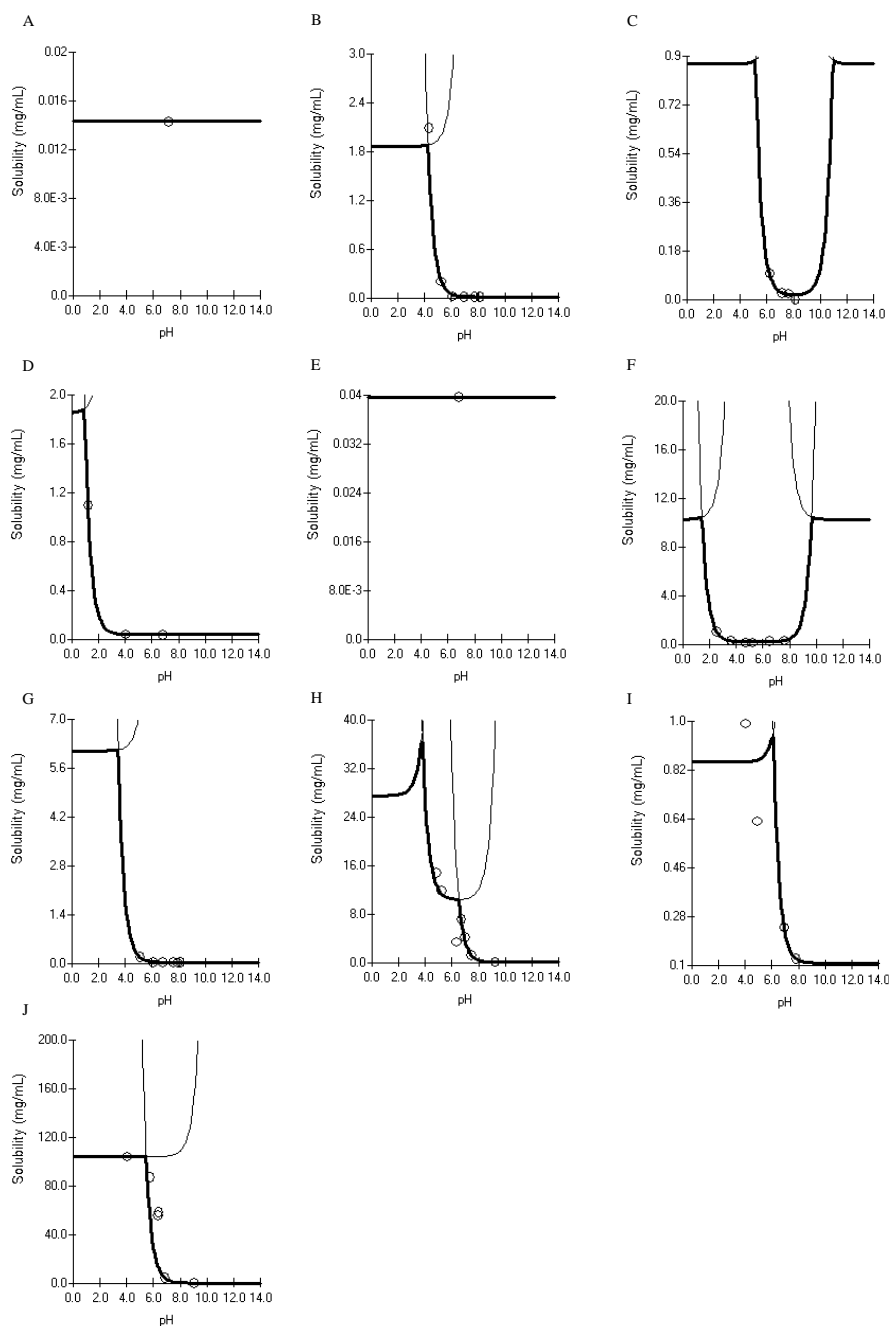 A
B
C
Solubility (mg/mL)
0.02
0.016
0.012
8.0E-3
4.0E-3
0.0
0.0 2.0 4.0 6.0 8.0 10.0 12.0 14.0
pH
Solubility (mg/mL)
3.0
2.4
1.8
1.2
0.6
0.0
0.0 2.0 4.0 6.0 8.0 10.0 12.0 14.0
pH
Solubility (mg/mL)
0.9
0.72
0.54
0.36
0.18
0.0
0.0 2.0 4.0 6.0 8.0 10.0 12.0 14.0
pH
D
E
F
Solubility (mg/mL)
2.0
1.6
1.2
0.8
0.4
0.0
0.0 2.0 4.0 6.0 8.0 10.0 12.0 14.0
pH
Solubility (mg/mL)
0.04
0.032
0.024
0.016
8.0E-3
0.0
0.0 2.0 4.0 6.0 8.0 10.0 12.0 14.0
pH
Solubility (mg/mL)
20.0
16.0
12.0
8.0
4.0
0.0
0.0 2.0 4.0 6.0 8.0 10.0 12.0 14.0
pH
G
H
I
Solubility (mg/mL)
7.0
5.6
4.2
2.8
1.4
0.0
0.0 2.0 4.0 6.0 8.0 10.0 12.0 14.0
pH
Solubility (mg/mL)
40.0
32.0
24.0
16.0
8.0
0.0
0.0 2.0 4.0 6.0 8.0 10.0 12.0 14.0
pH
Solubility (mg/mL)
1.0
0.82
0.64
0.46
0.28
0.1
0.0 2.0 4.0 6.0 8.0 10.0 12.0 14.0
pH
J
Solubility (mg/mL)
200.0
160.0
120.0
80.0
40.0
0.0
0.0 2.0 4.0 6.0 8.0 10.0 12.0 14.0
pH